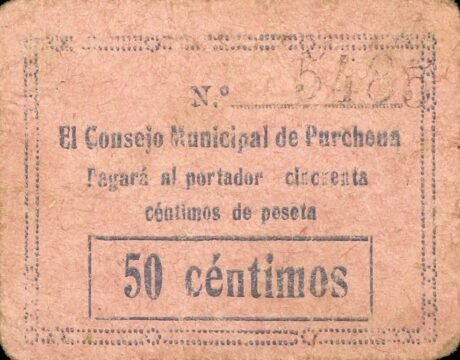 N.º 5485
El Consejo Municipal de Purchena
Pagará al portador cincuenta
céntimos de peseta
50 céntimos